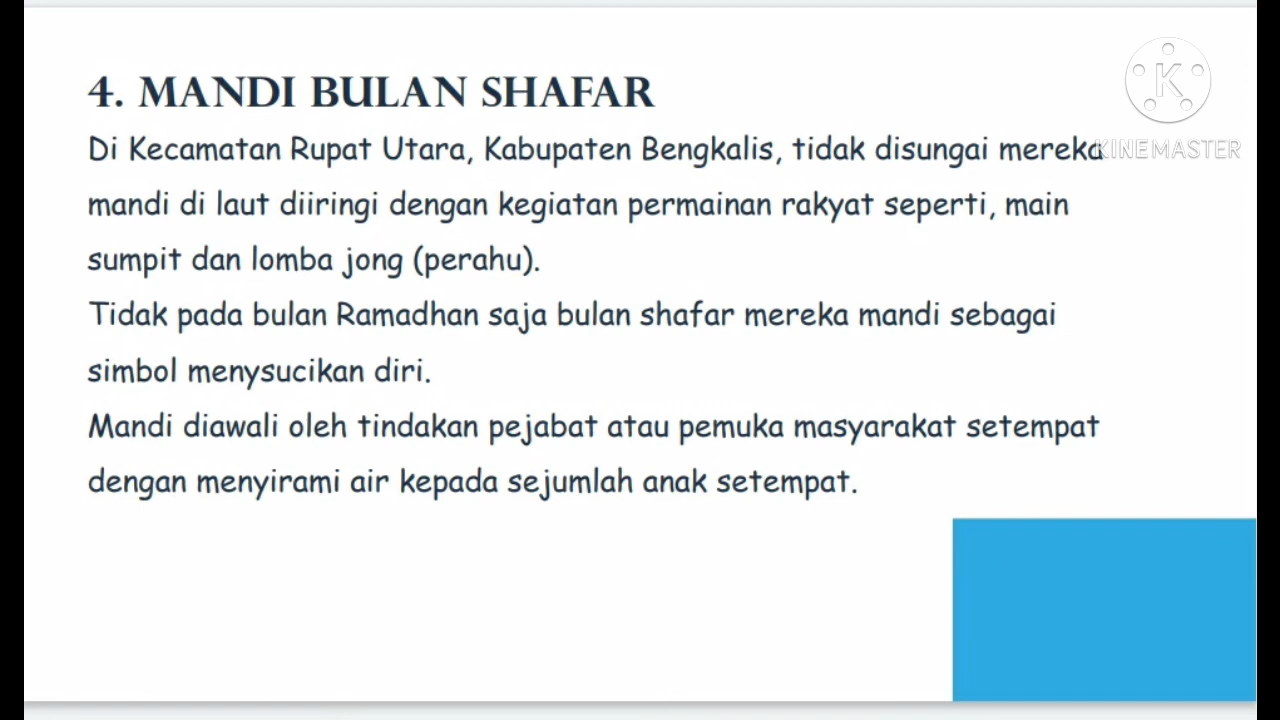 4. MANDI BULAN SHAFAR
Di Kecamatan Rupat Utara, Kabupaten Bengkalis, tidak disungai mereka
mandi di laut diiringi dengan kegiatan permainan rakyat seperti, main
sumpit dan lomba jong (perahu).
Tidak pada bulan Ramadhan saja bulan shafar mereka mandi sebagai
simbol menysucikan diri.
Mandi diawali oleh tindakan pejabat atau pemuka masyarakat setempat
dengan menyirami air kepada sejumlah anak setempat.
K
KINEMASTER